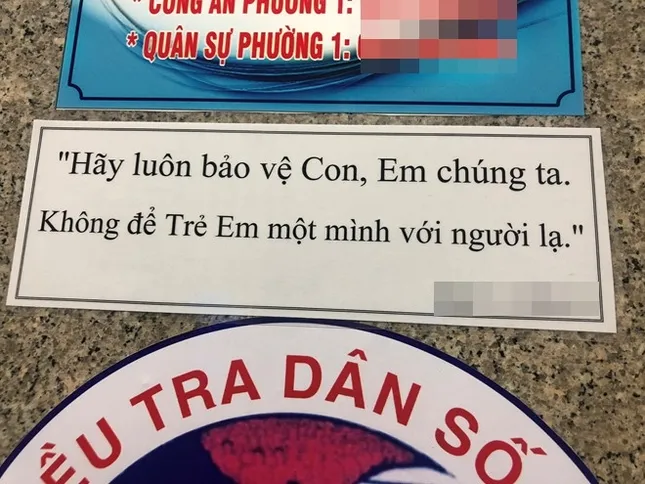 * CÔNG AN PHƯỜNG 1:
* QUÂN SỰ PHƯỜNG 1:
"Hãy luôn bảo vệ Con, Em chúng ta.
Không để Trẻ Em một mình với người lạ."
ỀU TRA DÂN SỐ